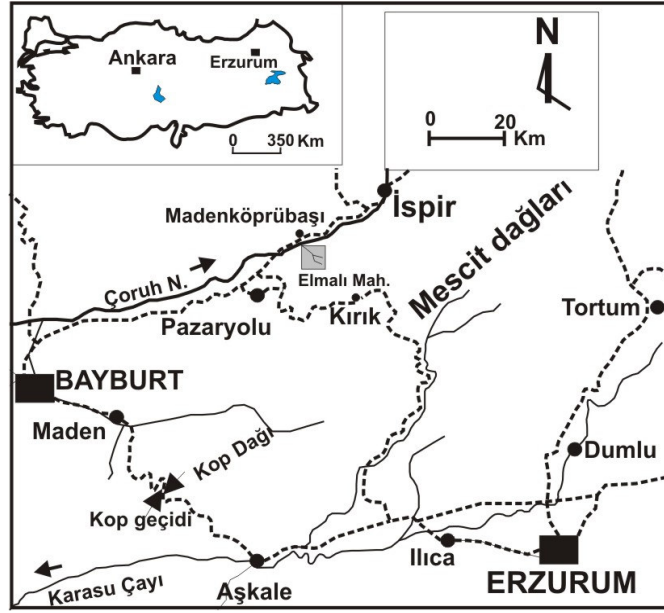 Ankara
Erzurum
0 350 Km
N
0 20
Km
Madenköprübaşı
İspir
Mescit dağları
Çoruh N.
Elmalı Mah.
Pazaryolu
Kırık
Tortum
BAYBURT
Maden
Kop Dağı
Dumlu
Kop geçidi
Ilıca
Karasu Çayı
Aşkale
ERZURUM